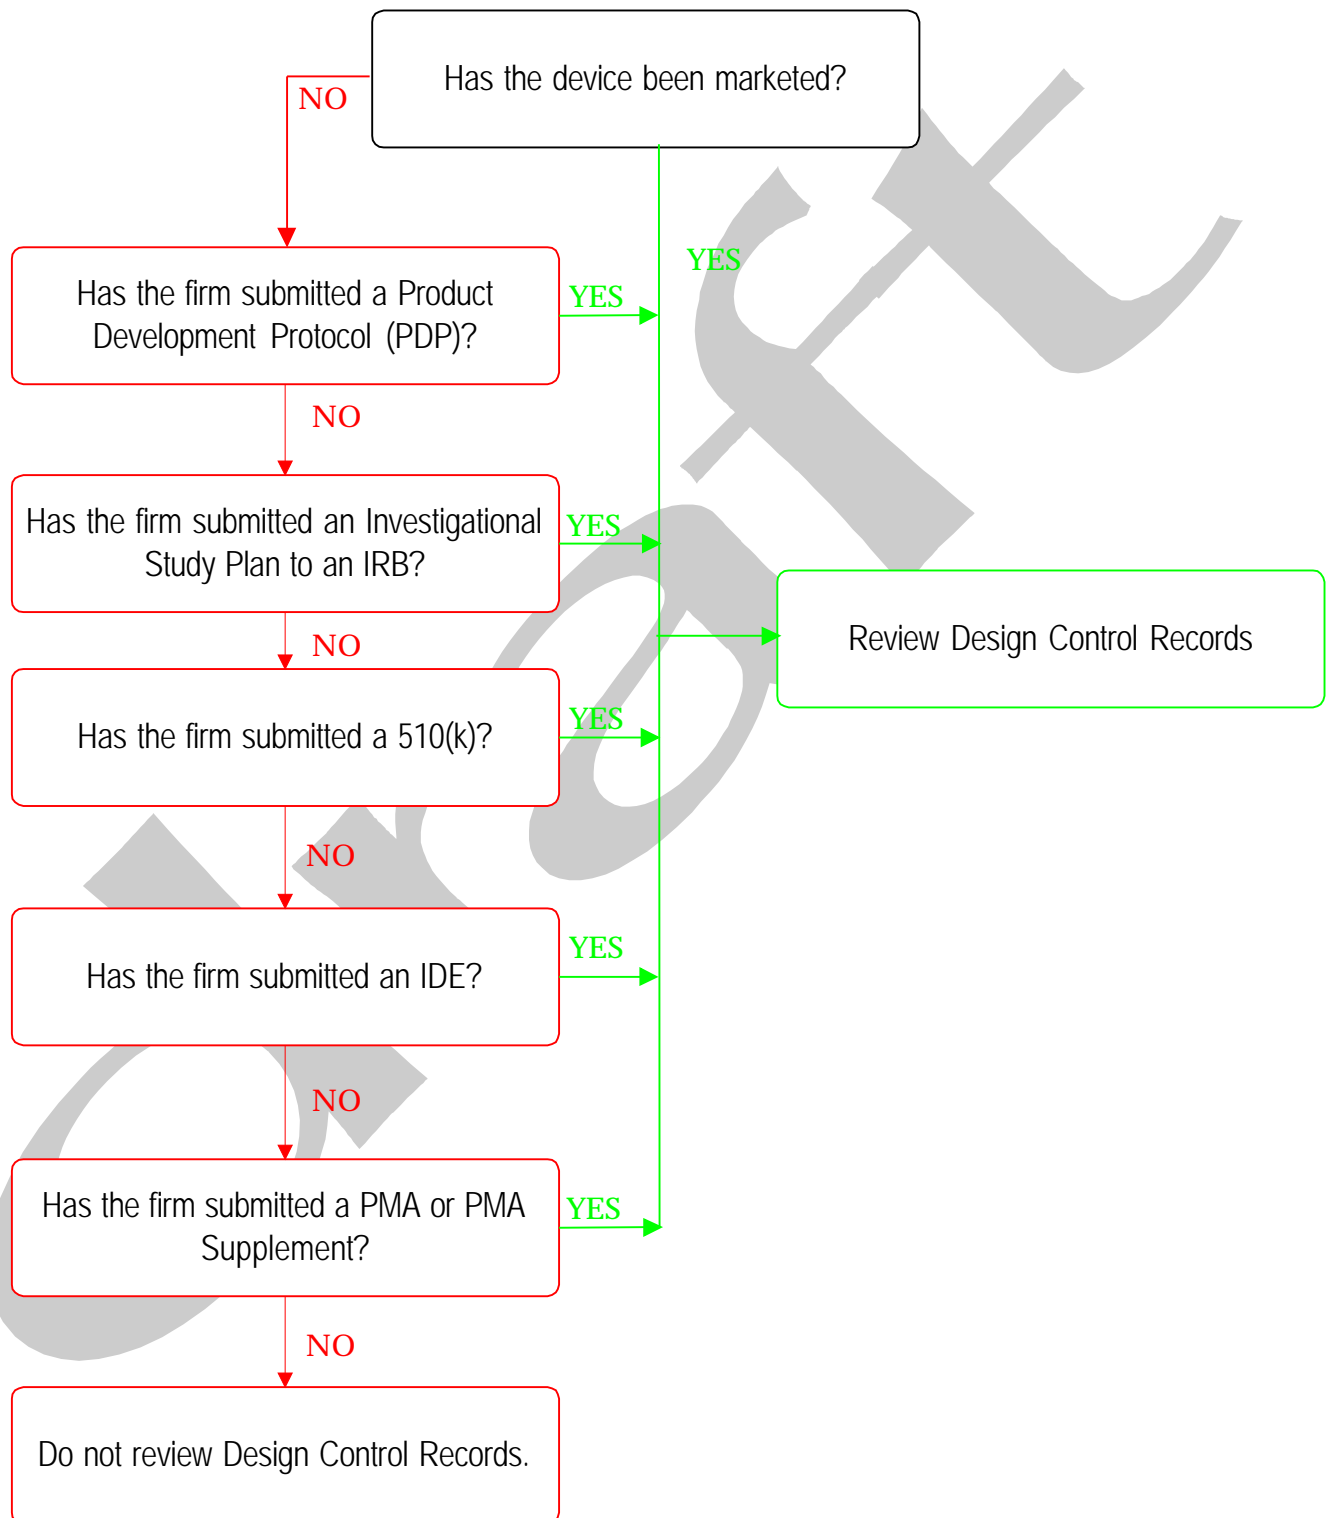 Has the device been marketed?
NO
YES
Has the firm submitted a Product
Development Protocol (PDP)?
YES
NO
Has the firm submitted an Investigational
Study Plan to an IRB?
YES
NO
Review Design Control Records
Has the firm submitted a 510(k)?
YES
NO
Has the firm submitted an IDE?
YES
NO
Has the firm submitted a PMA or PMA
Supplement?
YES
NO
Do not review Design Control Records.
draft